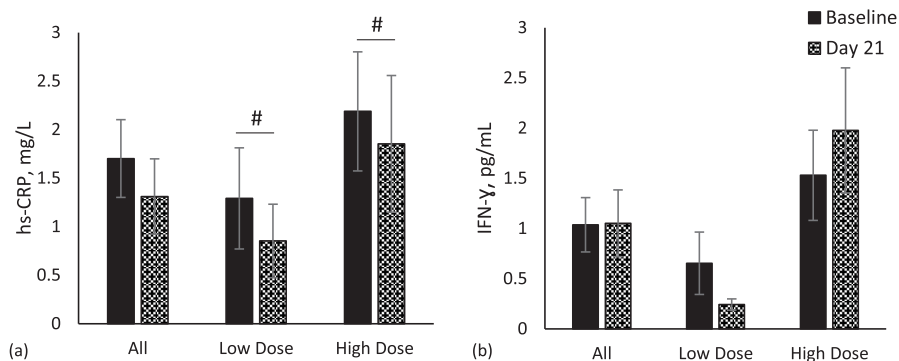 Baseline
Day 21
3
2.5
2
1.5
1
0.5
0
hs-CRP, mg/L
#
#
All
Low Dose
High Dose
(a)
3
2.5
2
1.5
1
0.5
0
IFN-ɣ, pg/mL
All
Low Dose
High Dose
(b)